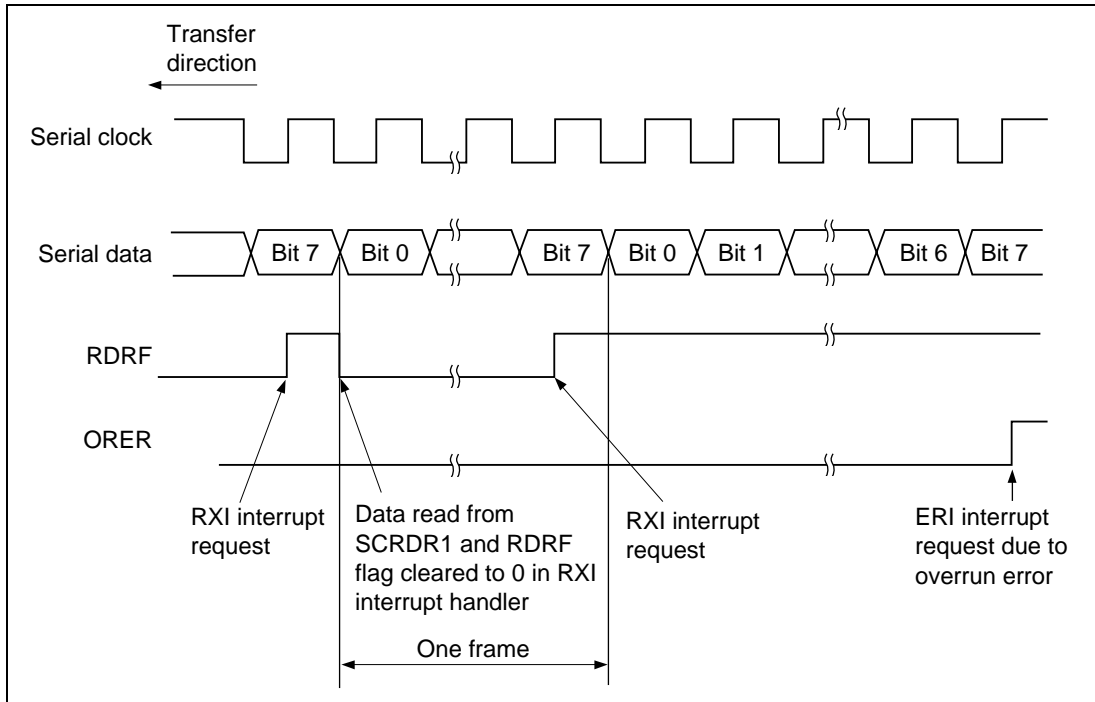 Transfer
direction
Serial clock
Serial data
Bit 7
Bit 0
Bit 7
Bit 0
Bit 1
Bit 6
Bit 7
RDRF
ORER
RXI interrupt
request
Data read from
SCRDR1 and RDRF
flag cleared to 0 in RXI
interrupt handler
RXI interrupt
request
ERI interrupt
request due to
overrun error
One frame